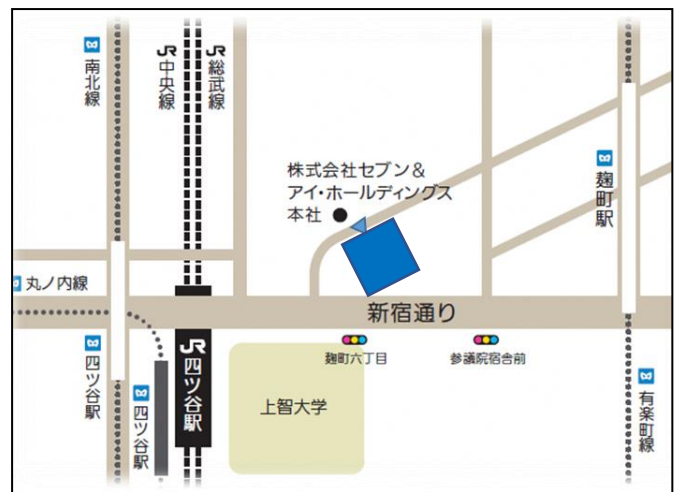 南北線
JR
中央線
JR
総武線
株式会社セブン＆
アイ・ホールディングス
本社
麹町駅
丸ノ内線
新宿通り
麹町六丁目
参議院宿舎前
四ツ谷駅
四ツ谷駅
JR
四ツ谷駅
上智大学
有楽町線